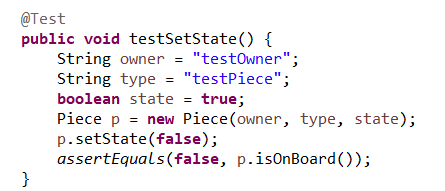 @Test
public void testSetState() {
    String owner = "testOwner";
    String type = "testPiece";
    boolean state = true;
    Piece p = new Piece(owner, type, state);
    p.setState(false);
    assertEquals(false, p.isOnBoard());
}